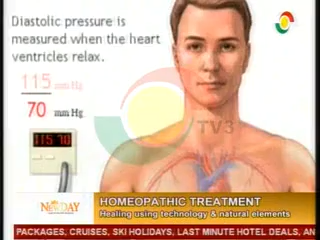 Diastolic pressure is
measured when the heart
ventricles relax.
115 mm Hg
70 mm Hg
115 70
TV3
NewDAY
HOMEOPATHIC TREATMENT
Healing using technology & natural elements
PACKAGES, CRUISES, SKI HOLIDAYS, LAST MINUTE HOTEL DEALS, AN